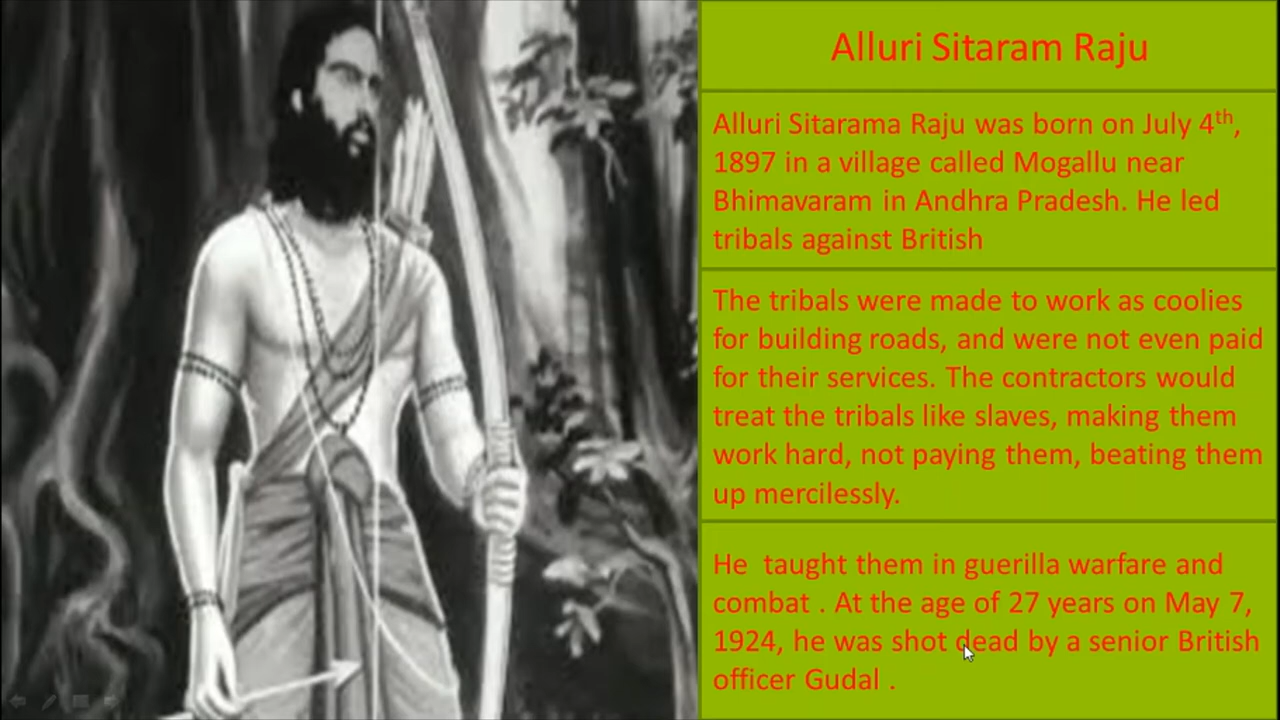 Alluri Sitaram Raju
Alluri Sitarama Raju was born on July 4th,
1897 in a village called Mogallu near
Bhimavaram in Andhra Pradesh. He led
tribals against British
The tribals were made to work as coolies
for building roads, and were not even paid
for their services. The contractors would
treat the tribals like slaves, making them
work hard, not paying them, beating them
up mercilessly.
He  taught them in guerilla warfare and
combat . At the age of 27 years on May 7,
1924, he was shot dead by a senior British
officer Gudal .